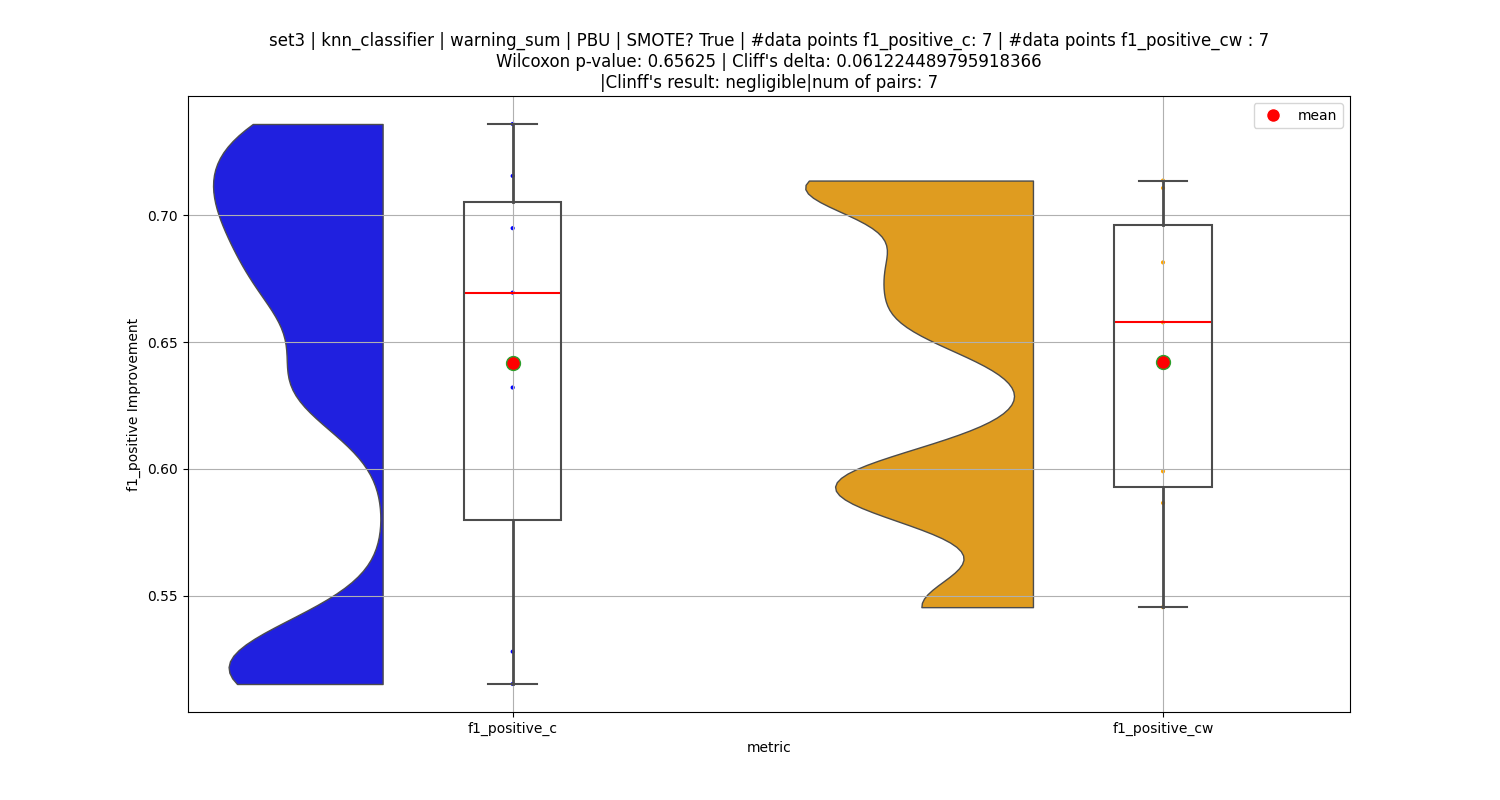 set3 | knn_classifier | warning_sum | PBU | SMOTE? True | #data points f1_positive_c: 7 | #data points f1_positive_cw : 7
Wilcoxon p-value: 0.65625 | Cliff's delta: 0.061224489795918366
|Clinff's result: negligible|num of pairs: 7
mean
0.70
0.65
0.60
0.55
f1_positive Improvement
f1_positive_c
f1_positive_cw
metric